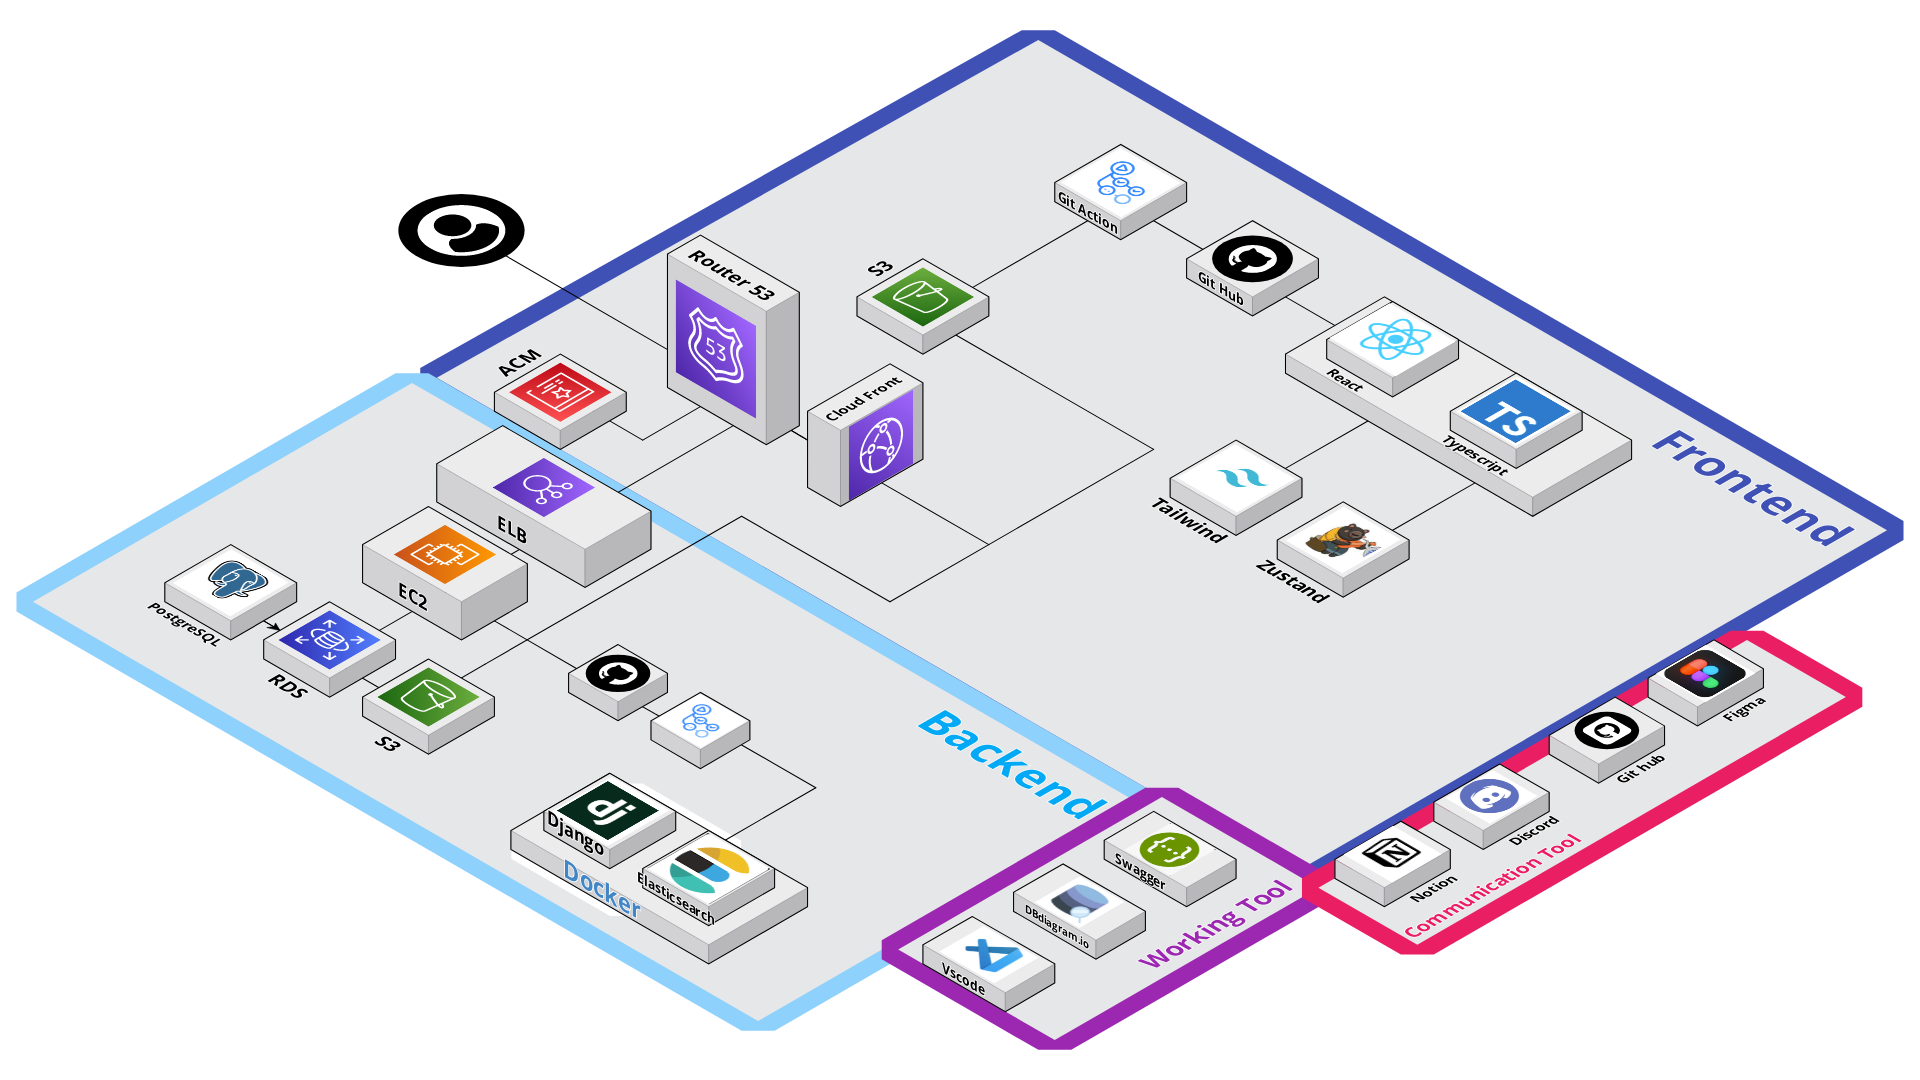 Git Action
Git Hub
S3
Router 53
53
ACM
Cloud Front
React
TS
Typescript
Frontend
Tailwind
Zustand
ELB
EC2
PostgreSQL
RDS
S3
Backend
dj
Django
Elasticsearch
Docker
Swagger
DBdiagram.io
Vscode
Working Tool
Figma
Git hub
Discord
N
Notion
Communication Tool